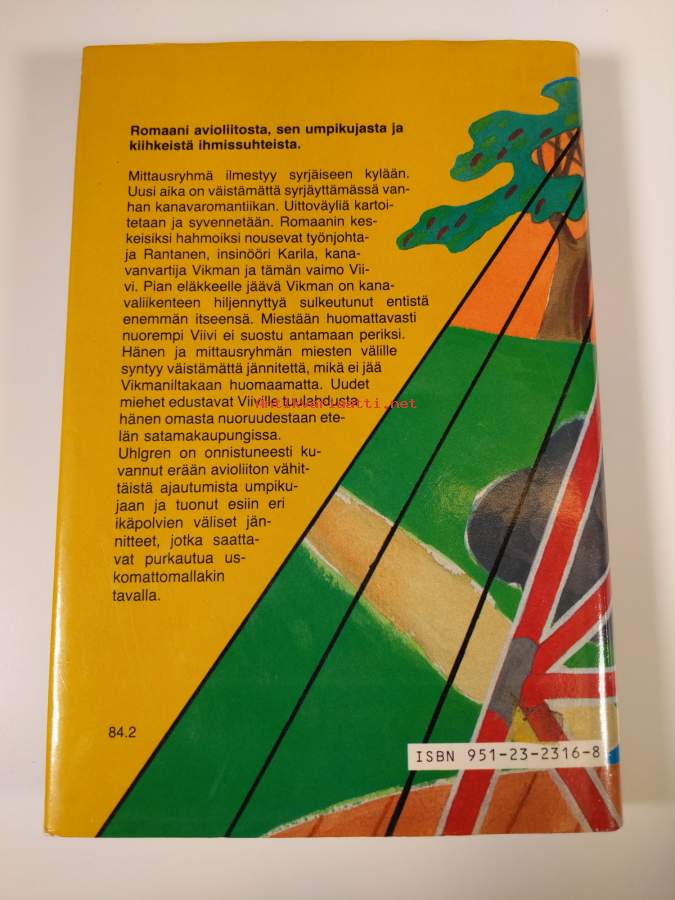 Romaani avioliitosta, sen umpikujasta ja
kiihkeistä ihmissuhteista.
Mittausryhmä ilmestyy syrjäiseen kylään.
Uusi aika on väistämättä syrjäyttämässä van-
han kanavaromantiikan. Uittoväyliä kartoi-
tetaan ja syvennetään. Romaanin kes-
keisiksi hahmoiksi nousevat työnjohta-
ja Rantanen, insinööri Karila, kana-
vanvartija Vikman ja tämän vaimo Vii-
vi. Pian eläkkeelle jäävä Vikman on kana-
valiikenteen hiljennyttyä sulkeutunut entistä
enemmän itseensä. Miestään huomattavasti
nuorempi Viivi ei suostu antamaan periksi.
Hänen ja mittausryhmän miesten välille
syntyy väistämättä jännitettä, mikä ei jää
Vikmaniltakaan huomaamatta. Uudet
miehet edustavat Viiville tuulahdusta
Antikvariaatti.net
hänen omasta nuoruudestaan ete-
län satamakaupungissa.
Uhlgren on onnistuneesti ku-
vannut erään avioliiton vähit-
täistä ajautumista umpiku-
jaan ja tuonut esiin eri
ikäpolvien väliset jän-
nitteet, jotka saatta-
vat purkautua us-
komattomallakin
tavalla.
84.2
ISBN 951-23-2316-8